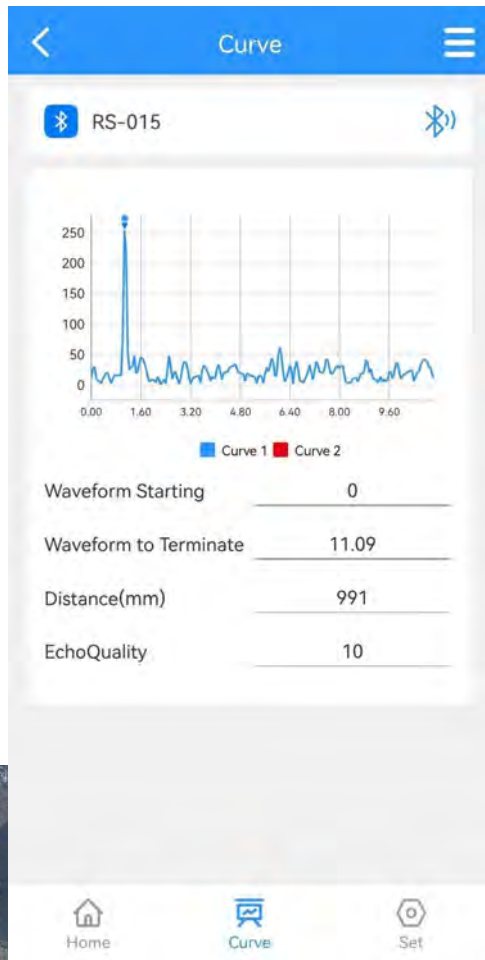 Curve
RS-015
250
200
150
100
50
0
0.00 1.60 3.20 4.80 6.40 8.00 9.60
Curve 1 Curve 2
Waveform Starting 0
Waveform to Terminate 11.09
Distance(mm) 991
EchoQuality 10
Home Curve Set